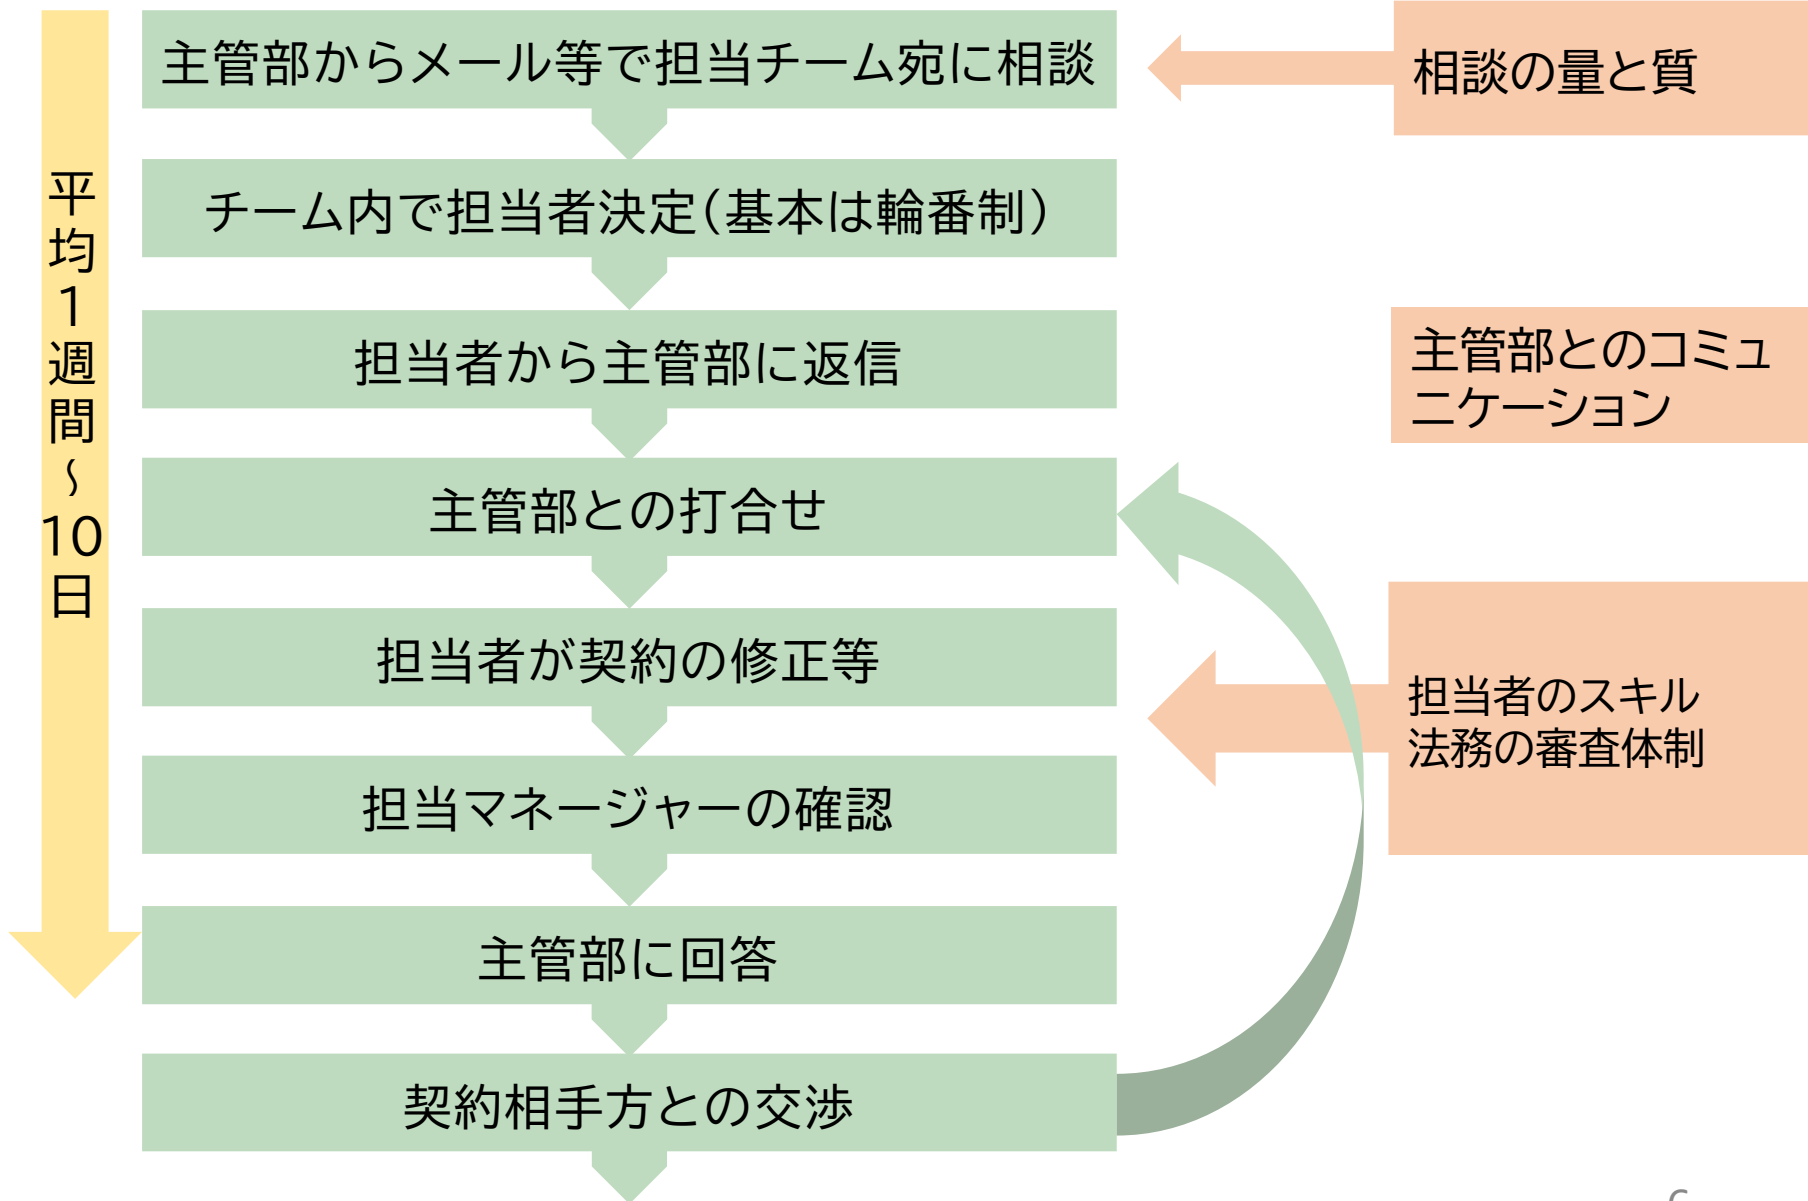 主管部からメール等で担当チーム宛に相談
チーム内で担当者決定（基本は輪番制）
担当者から主管部に返信
主管部との打合せ
担当者が契約の修正等
担当マネージャーの確認
主管部に回答
契約相手方との交渉
平均1週間～10日
相談の量と質
主管部とのコミュ
ニケーション
担当者のスキル
法務の審査体制